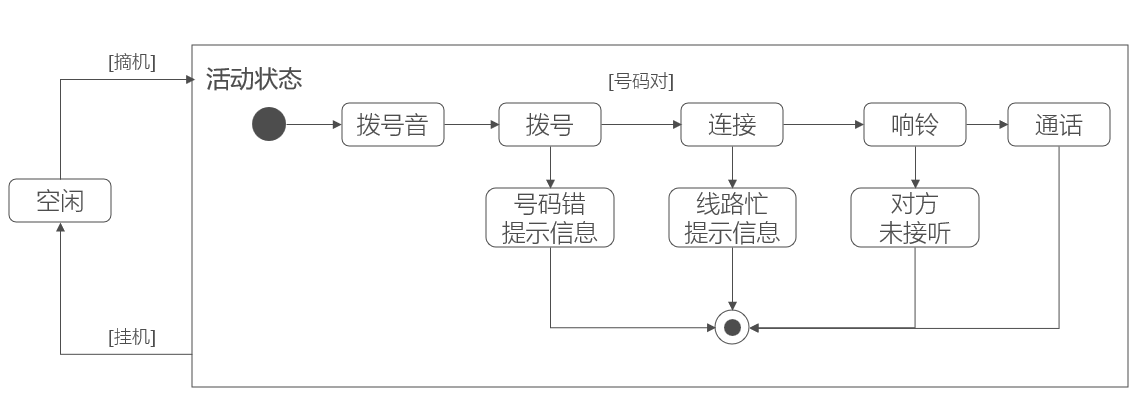 [摘机]
活动状态
[号码对]
拨号音
拨号
连接
响铃
通话
空闲
号码错
提示信息
线路忙
提示信息
对方
未接听
[挂机]